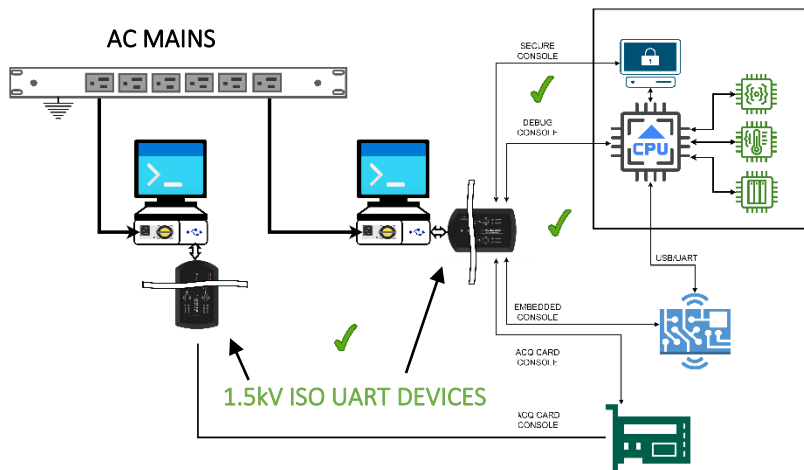 AC MAINS
SECURE
CONSOLE
1
DEBUG
CONSOLE
CPU
>_
>_
USB/UART
EMBEDDED
CONSOLE
ACQ CARD
CONSOLE
1.5kV ISO UART DEVICES
ACQ CARD
CONSOLE